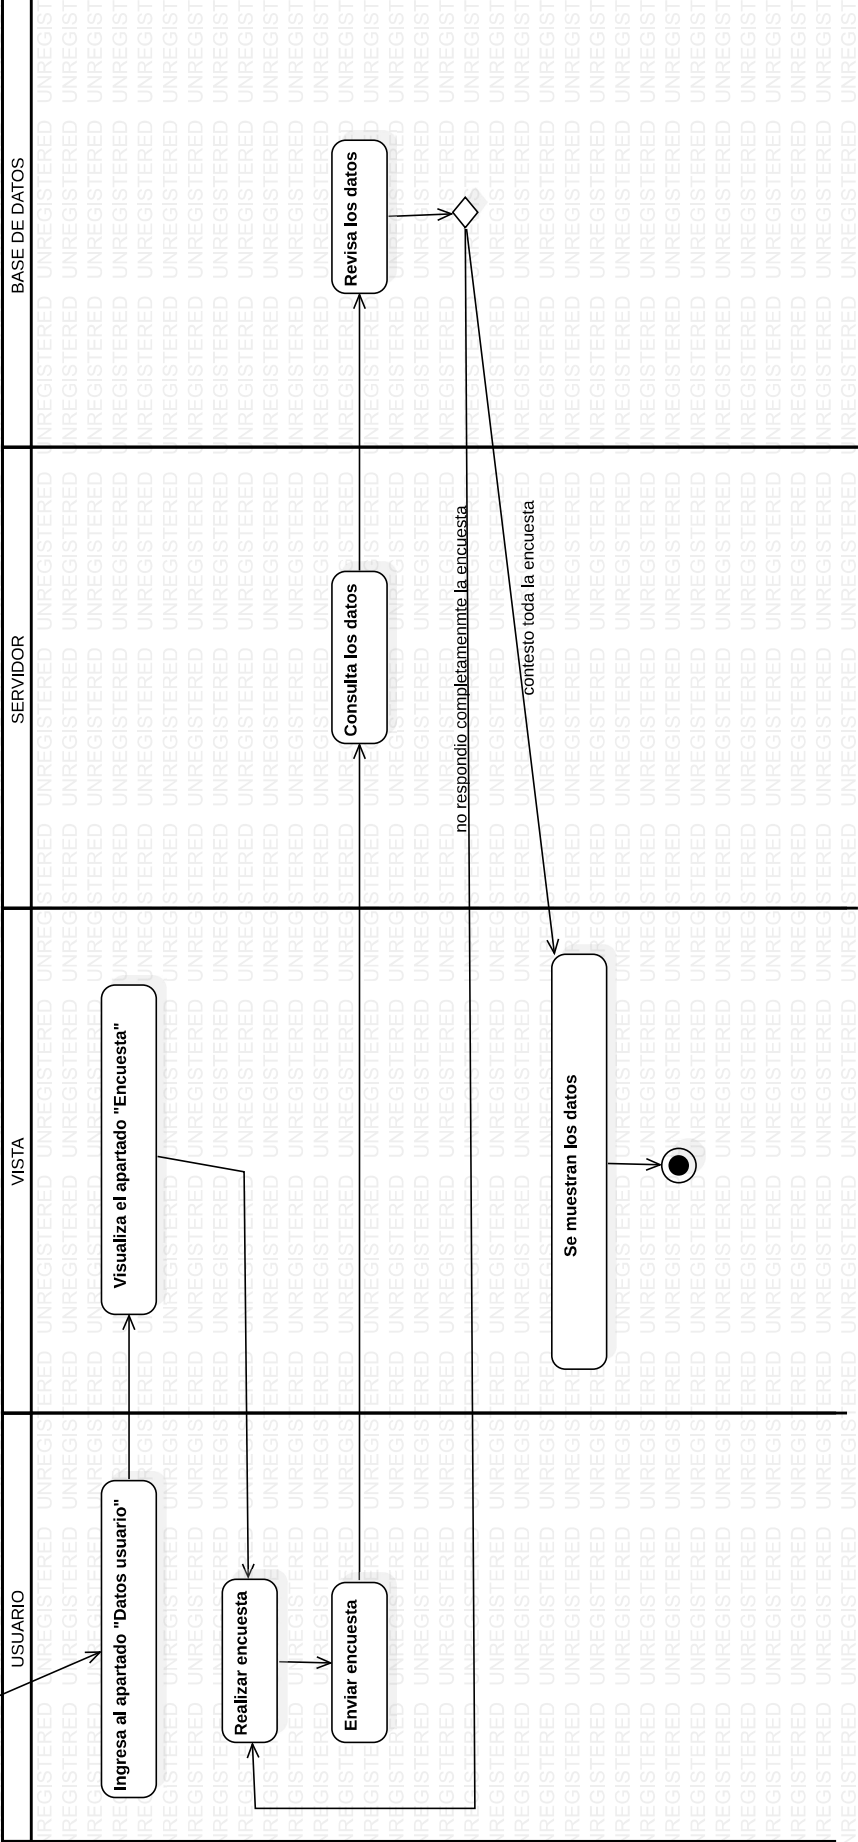 USUARIO
VISTA
SERVIDOR
BASE DE DATOS
Ingresa al apartado "Datos usuario"
Visualiza el apartado "Encuesta"
Realizar encuesta
Enviar encuesta
Consulta los datos
Revisa los datos
no respondio completamenmte la encuesta
contesto toda la encuesta
Se muestran los datos
UNREGISTERED